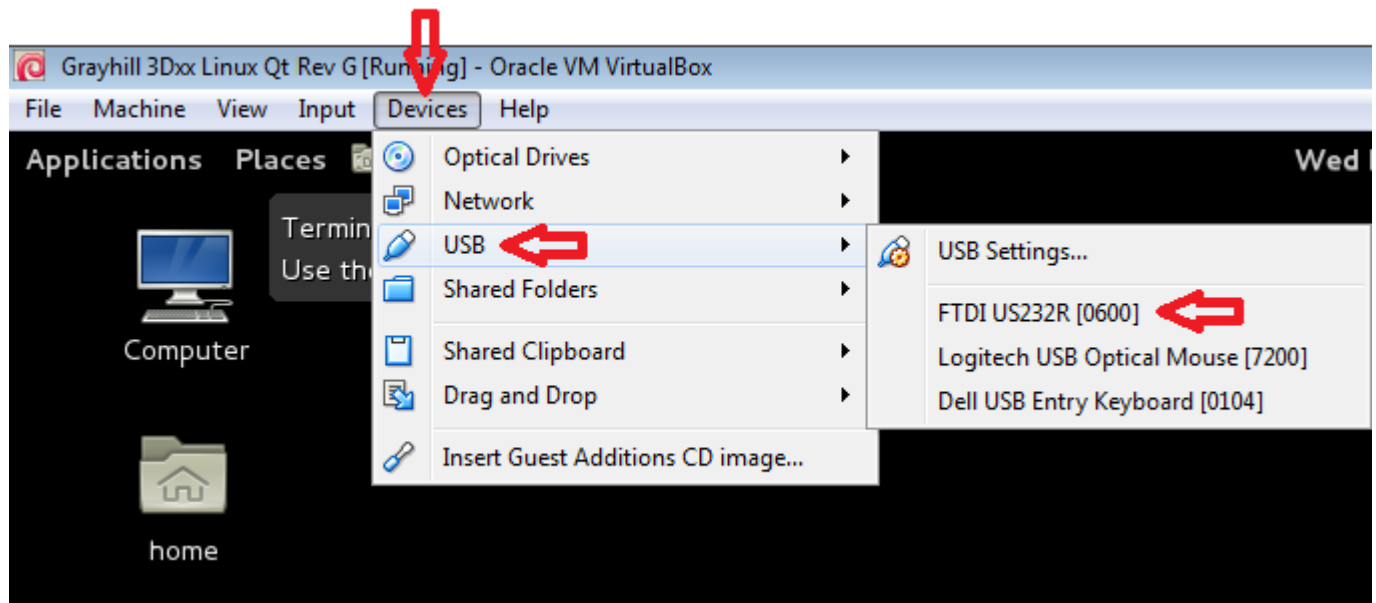 Grayhill 3Dxx Linux Qt Rev G [Running] - Oracle VM VirtualBox
File Machine View Input Devices Help
Applications Places
Wed
Optical Drives
Network
USB
Shared Folders
Shared Clipboard
Drag and Drop
Insert Guest Additions CD image...
USB Settings...
FTDI US232R [0600]
Logitech USB Optical Mouse [7200]
Dell USB Entry Keyboard [0104]
Termin
Use the
Computer
home